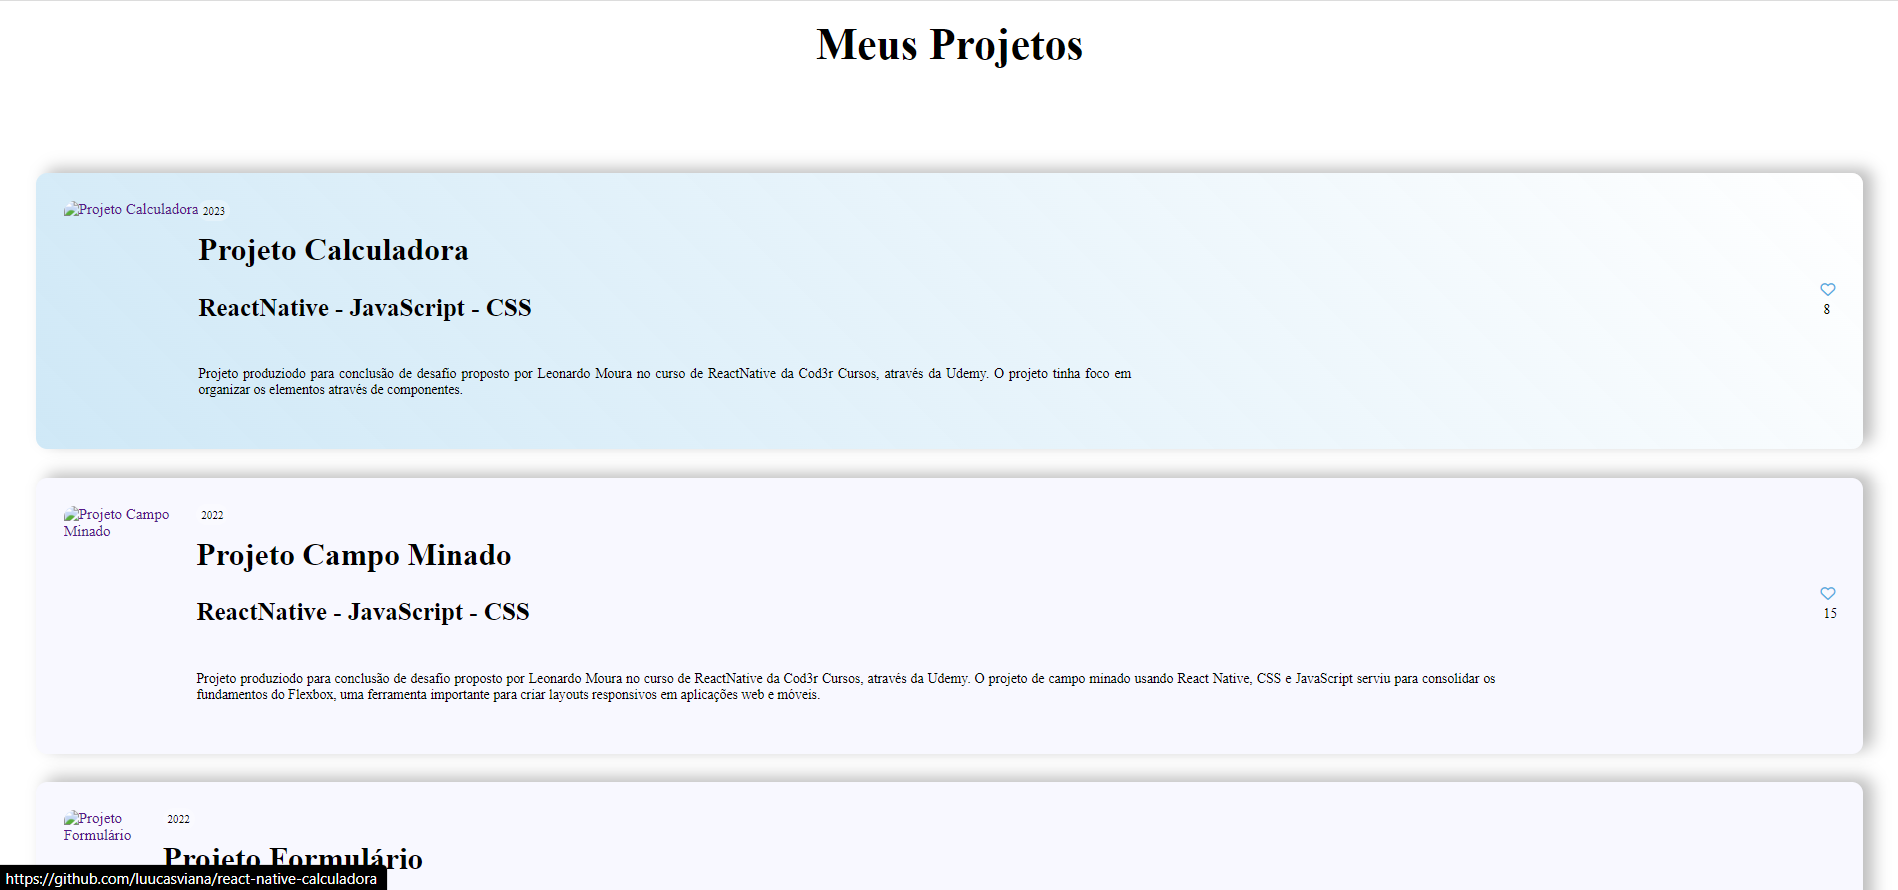 Meus Projetos
Projeto Calculadora
2023
Projeto Calculadora
ReactNative - JavaScript - CSS
8
Projeto produziodo para conclusão de desafio proposto por Leonardo Moura no curso de ReactNative da Cod3r Cursos, através da Udemy. O projeto tinha foco em
organizar os elementos através de componentes.
Projeto Campo
Minado
2022
Projeto Campo Minado
ReactNative - JavaScript - CSS
15
Projeto produziodo para conclusão de desafio proposto por Leonardo Moura no curso de ReactNative da Cod3r Cursos, através da Udemy. O projeto de campo minado usando React Native, CSS e JavaScript serviu para consolidar os
fundamentos do Flexbox, uma ferramenta importante para criar layouts responsivos em aplicações web e móveis.
Projeto
Formulário
2022
Projeto Formulário
https://github.com/luucasviana/react-native-calculadora